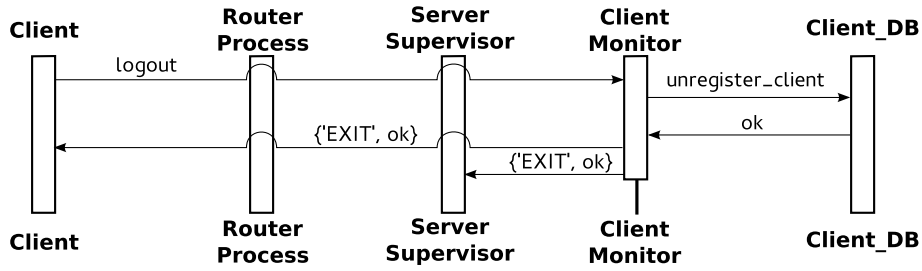 Client
Router
Process
Server
Supervisor
Client
Monitor
Client_DB
logout
unregister_client
ok
{'EXIT', ok}
{'EXIT', ok}
Client
Router
Process
Server
Supervisor
Client
Monitor
Client_DB